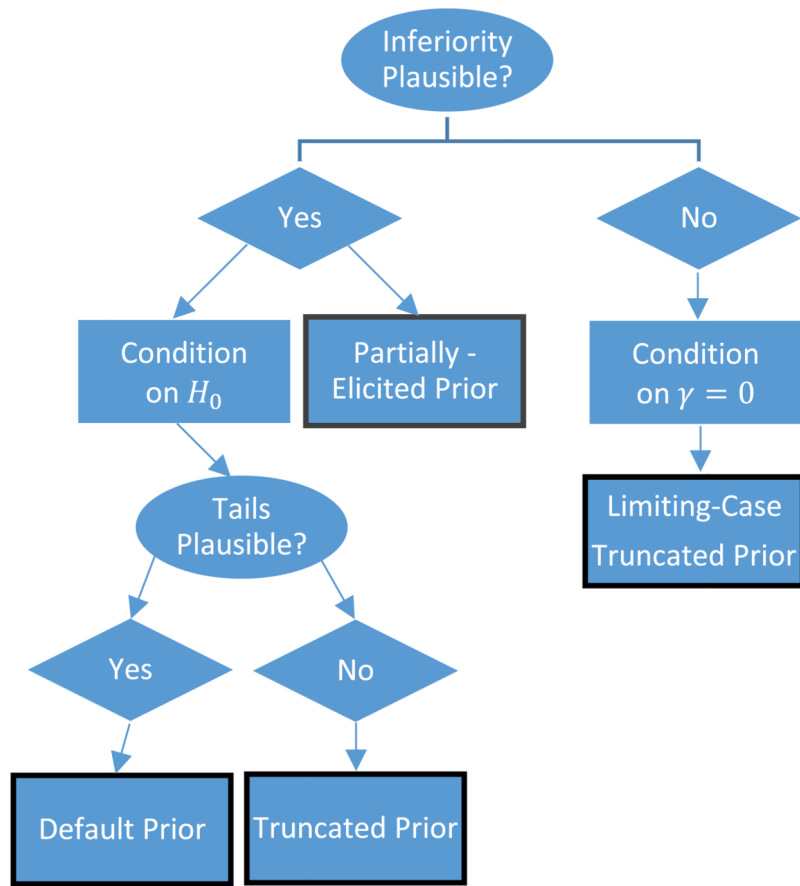 Inferiority
Plausible?
Yes
No
Condition
on H₀
Partially -
Elicited Prior
Condition
on γ = 0
Tails
Plausible?
Limiting-Case
Truncated Prior
Yes
No
Default Prior
Truncated Prior